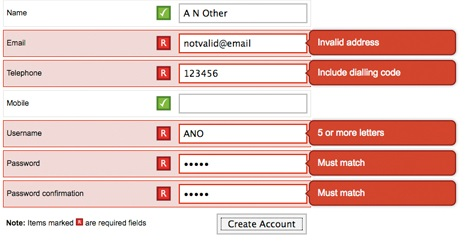 Name A N Other
Email R notvalid@email Invalid address
Telephone R 123456 Include dialling code
Mobile
Username R ANO 5 or more letters
Password R ••••• Must match
Password confirmation R ••••• Must match
Note: Items marked R are required fields Create Account